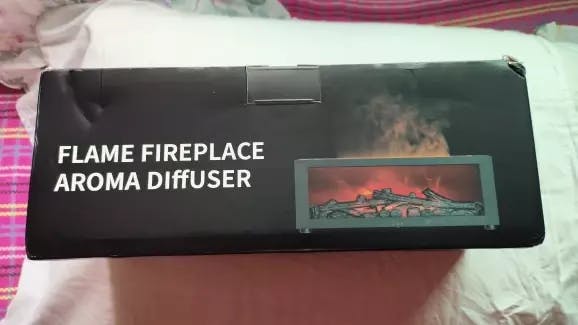 FLAME FIREPLACE
AROMA DIffUSER